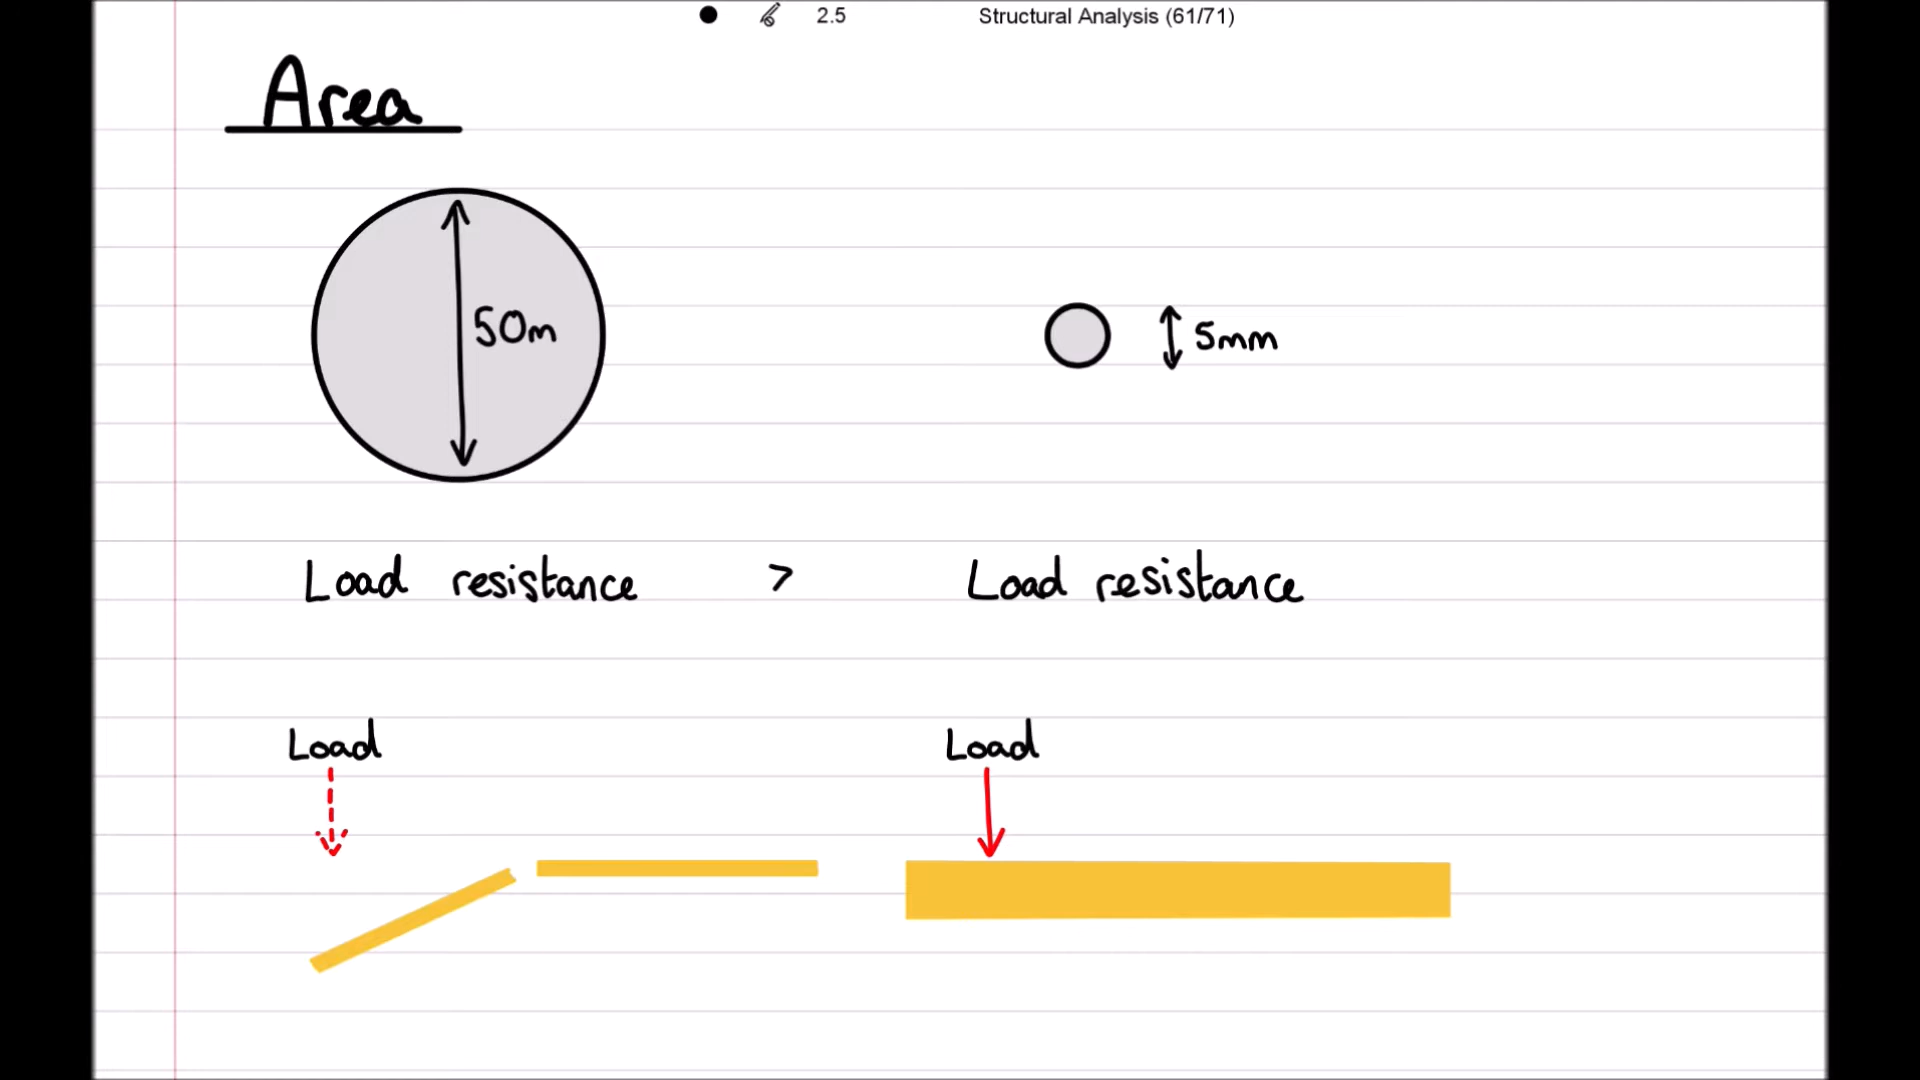 2.5 Structural Analysis (61/71)
Area
50m
5mm
Load resistance > Load resistance
Load Load